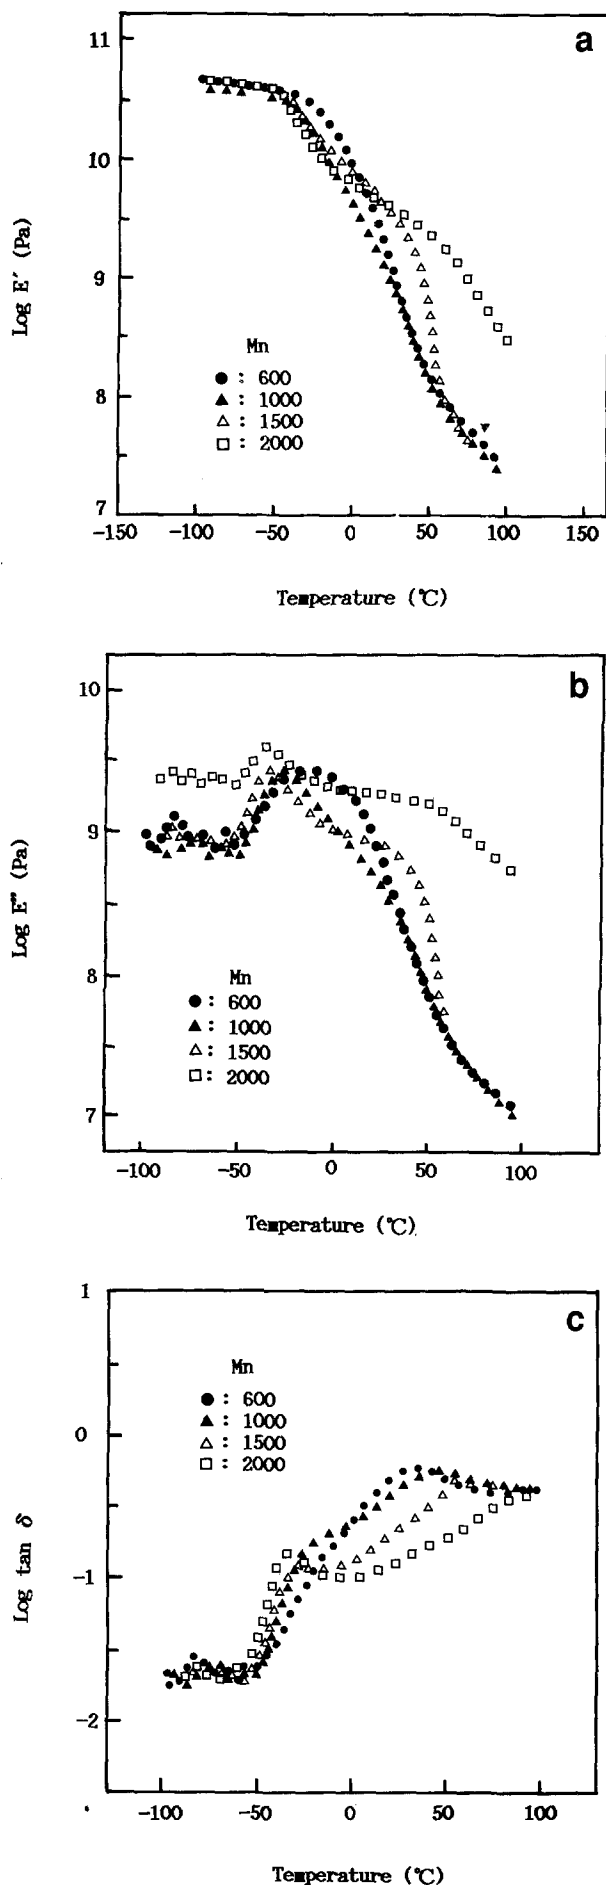 a
11
10
9
8
7
Log E′ (Pa)
Mn
● : 600
▲ : 1000
△ : 1500
□ : 2000
-150 -100 -50 0 50 100 150
Temperature (℃)
b
10
9
8
7
Log E″ (Pa)
Mn
● : 600
▲ : 1000
△ : 1500
□ : 2000
-100 -50 0 50 100
Temperature (℃)
c
1
0
-1
-2
Log tan δ
Mn
● : 600
▲ : 1000
△ : 1500
□ : 2000
-100 -50 0 50 100
Temperature (℃)